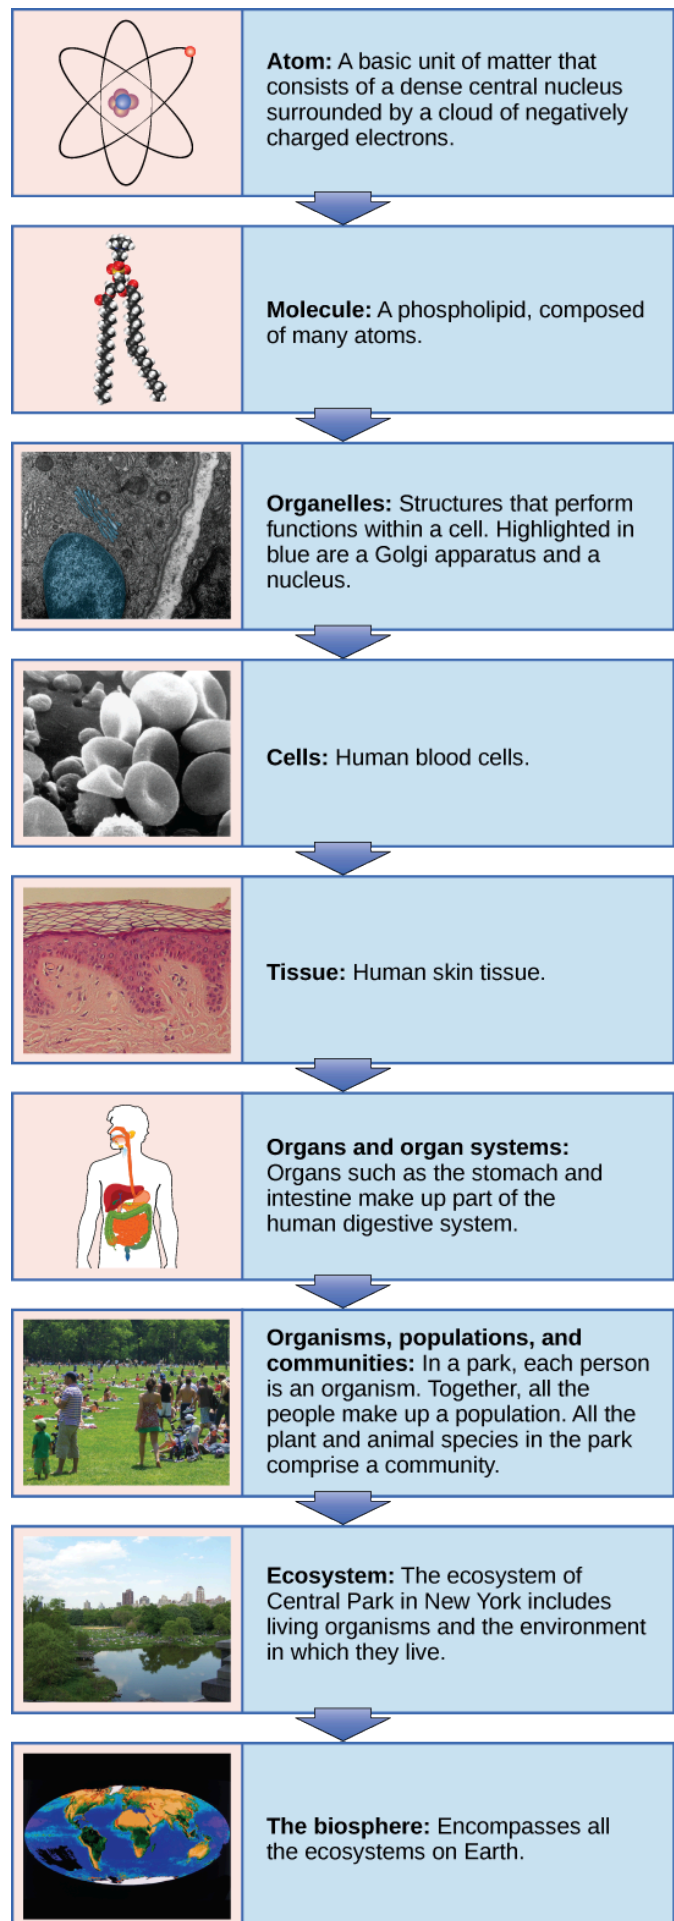 Atom: A basic unit of matter that
consists of a dense central nucleus
surrounded by a cloud of negatively
charged electrons.
Molecule: A phospholipid, composed
of many atoms.
Organelles: Structures that perform
functions within a cell. Highlighted in
blue are a Golgi apparatus and a
nucleus.
Cells: Human blood cells.
Tissue: Human skin tissue.
Organs and organ systems:
Organs such as the stomach and
intestine make up part of the
human digestive system.
Organisms, populations, and
communities: In a park, each person
is an organism. Together, all the
people make up a population. All the
plant and animal species in the park
comprise a community.
Ecosystem: The ecosystem of
Central Park in New York includes
living organisms and the environment
in which they live.
The biosphere: Encompasses all
the ecosystems on Earth.